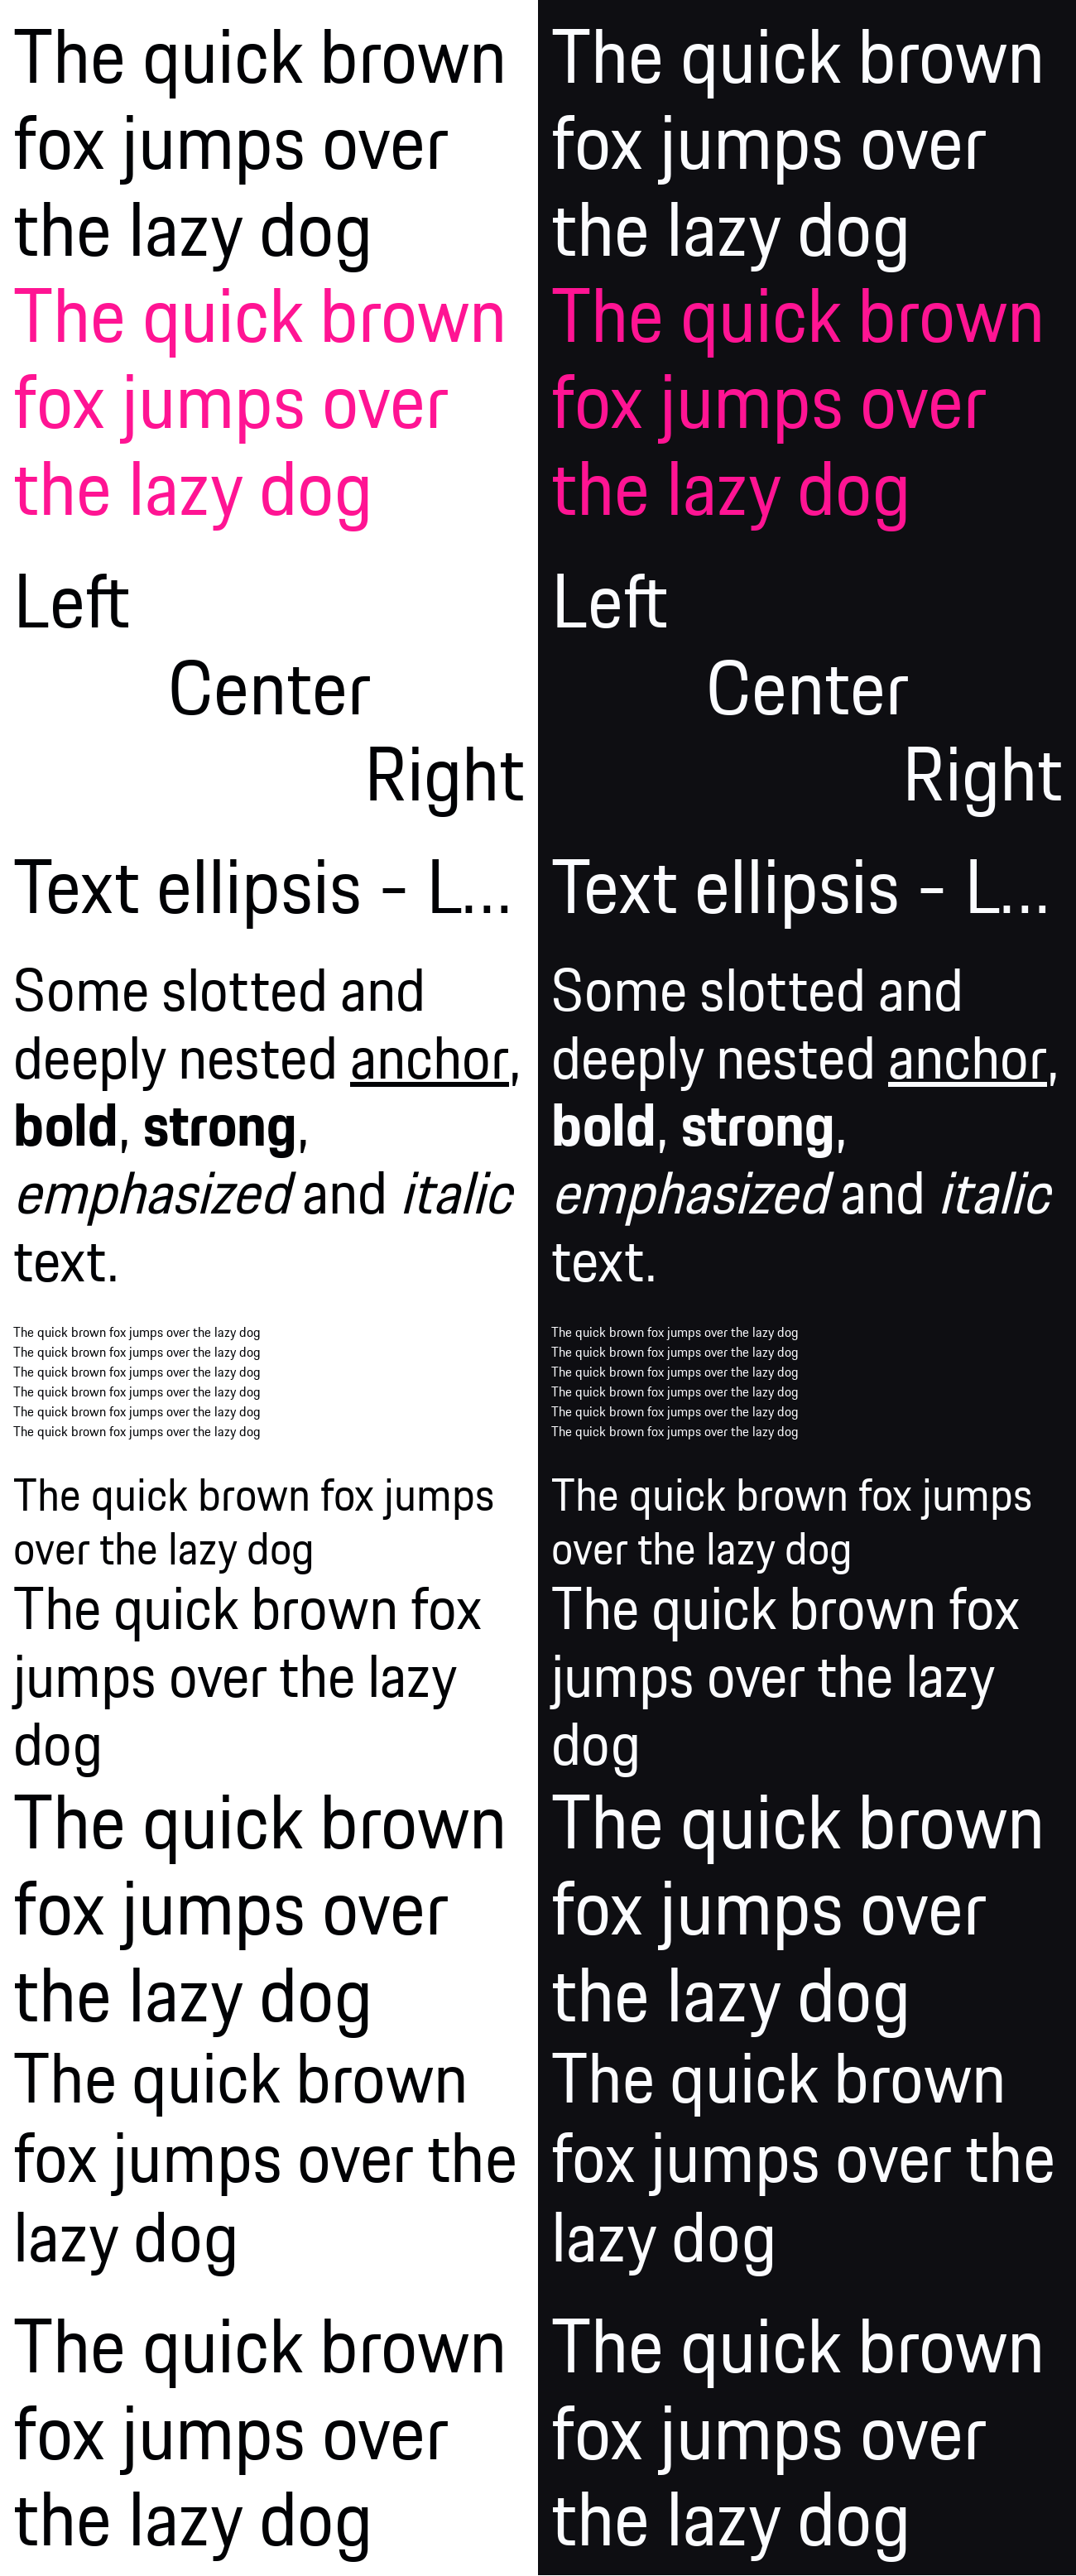 The quick brown
fox jumps over
the lazy dog
The quick brown
fox jumps over
the lazy dog
Left
Center
Right
Text ellipsis - L...
Some slotted and
deeply nested anchor,
bold, strong,
emphasized and italic
text.
The quick brown fox jumps over the lazy dog
The quick brown fox jumps over the lazy dog
The quick brown fox jumps over the lazy dog
The quick brown fox jumps over the lazy dog
The quick brown fox jumps over the lazy dog
The quick brown fox jumps over the lazy dog
The quick brown fox jumps
over the lazy dog
The quick brown fox
jumps over the lazy
dog
The quick brown
fox jumps over
the lazy dog
The quick brown
fox jumps over the
lazy dog
The quick brown
fox jumps over
the lazy dog
The quick brown
fox jumps over
the lazy dog
The quick brown
fox jumps over
the lazy dog
Left
Center
Right
Text ellipsis - L...
Some slotted and
deeply nested anchor,
bold, strong,
emphasized and italic
text.
The quick brown fox jumps over the lazy dog
The quick brown fox jumps over the lazy dog
The quick brown fox jumps over the lazy dog
The quick brown fox jumps over the lazy dog
The quick brown fox jumps over the lazy dog
The quick brown fox jumps over the lazy dog
The quick brown fox jumps
over the lazy dog
The quick brown fox
jumps over the lazy
dog
The quick brown
fox jumps over
the lazy dog
The quick brown
fox jumps over the
lazy dog
The quick brown
fox jumps over
the lazy dog